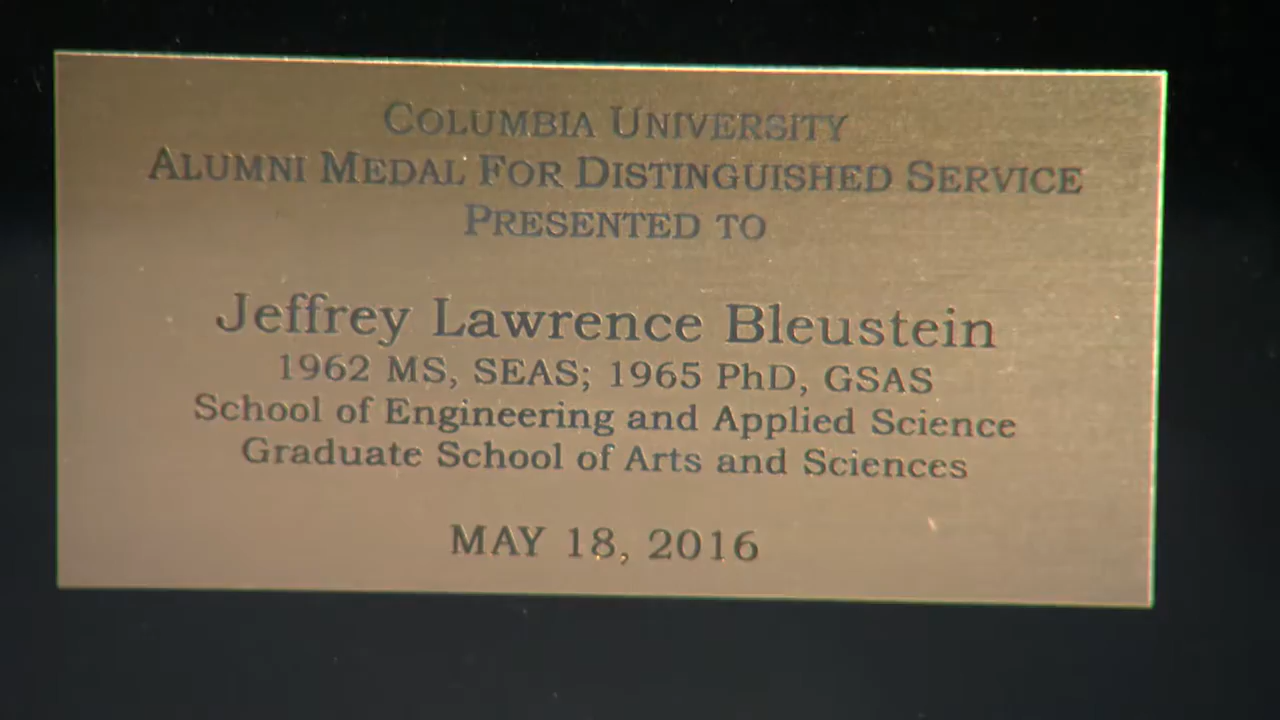 COLUMBIA UNIVERSITY
ALUMNI MEDAL FOR DISTINGUISHED SERVICE
PRESENTED TO
Jeffrey Lawrence Bleustein
1962 MS, SEAS; 1965 PhD, GSAS
School of Engineering and Applied Science
Graduate School of Arts and Sciences
MAY 18, 2016